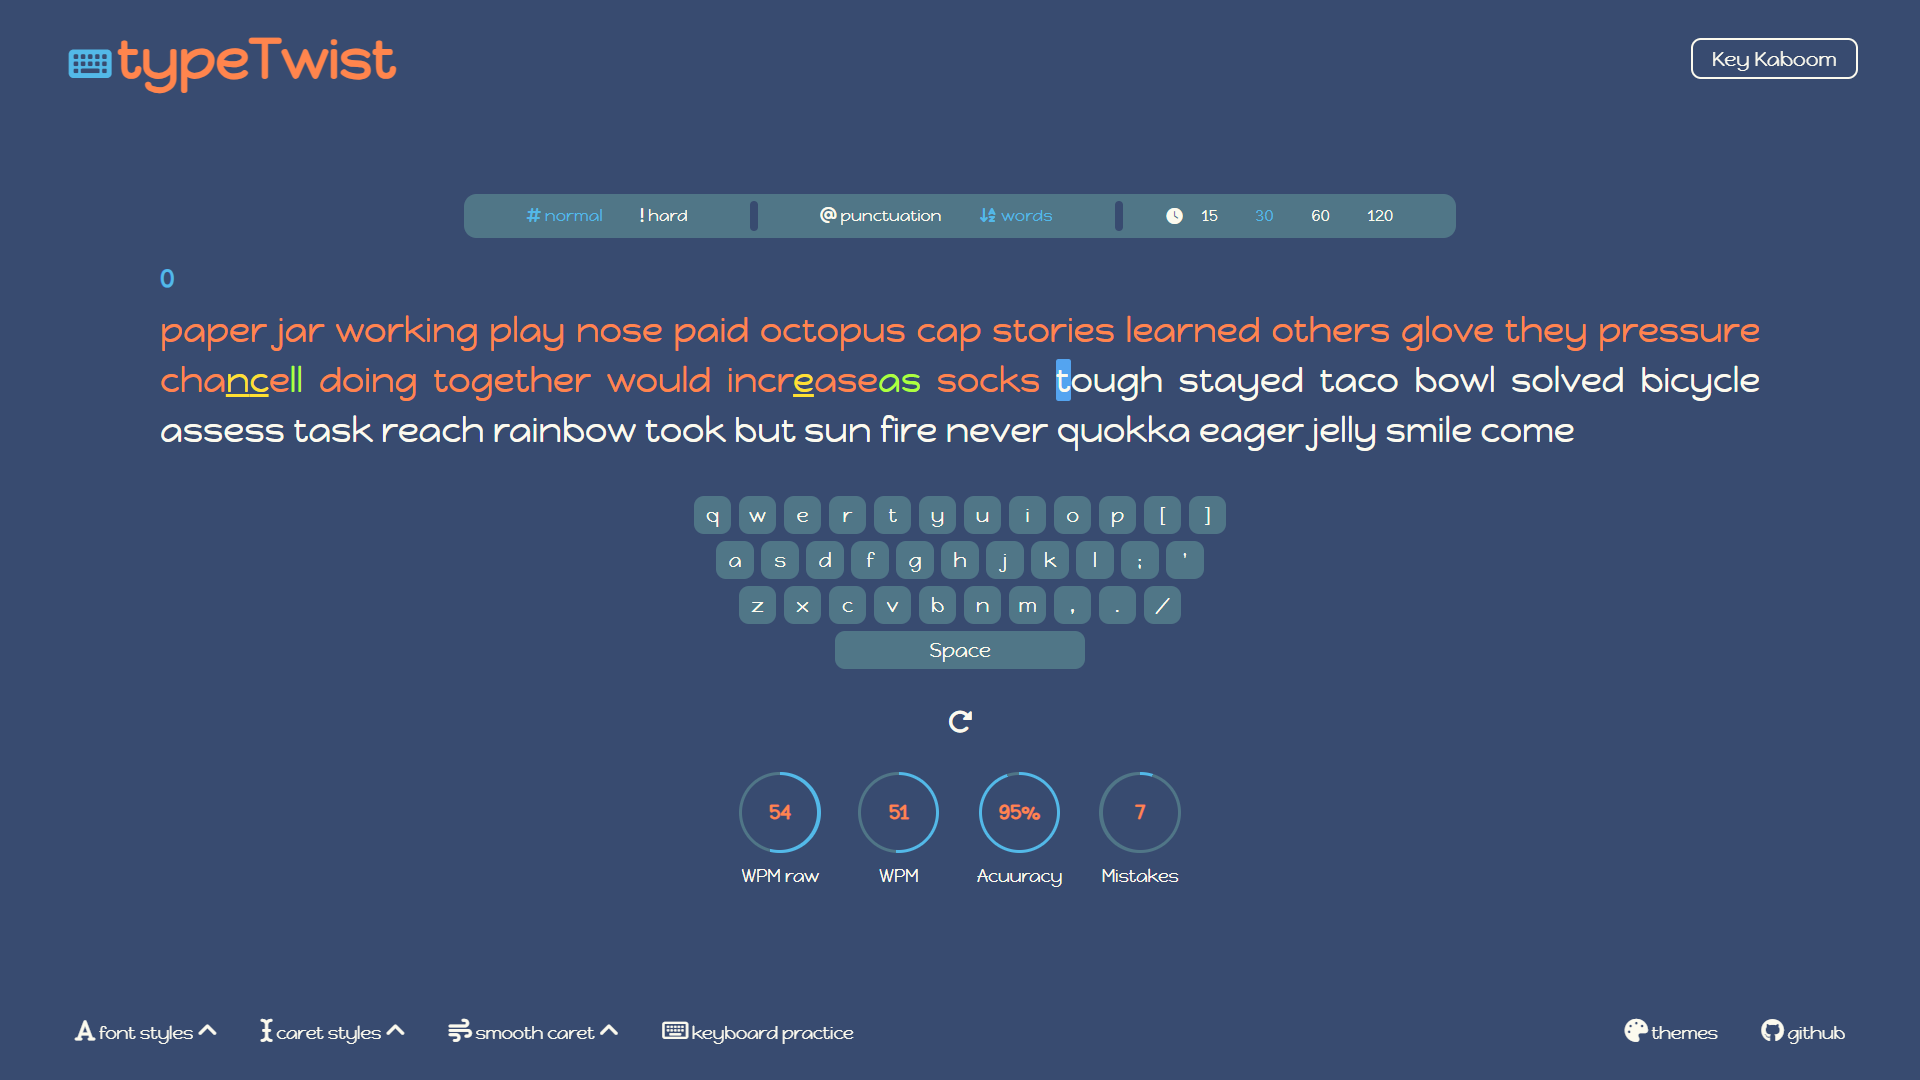 typeTwist
Key Kaboom
# normal ! hard @ punctuation words 15 30 60 120
0
paper jar working play nose paid octopus cap stories learned others glove they pressure
chancell doing together would increaseas socks tough stayed taco bowl solved bicycle
assess task reach rainbow took but sun fire never quokka eager jelly smile come
q w e r t y u i o p [ ]
a s d f g h j k l ; '
z x c v b n m , . /
Space
54 51 95% 7
WPM raw WPM Acuuracy Mistakes
font styles caret styles smooth caret keyboard practice themes github